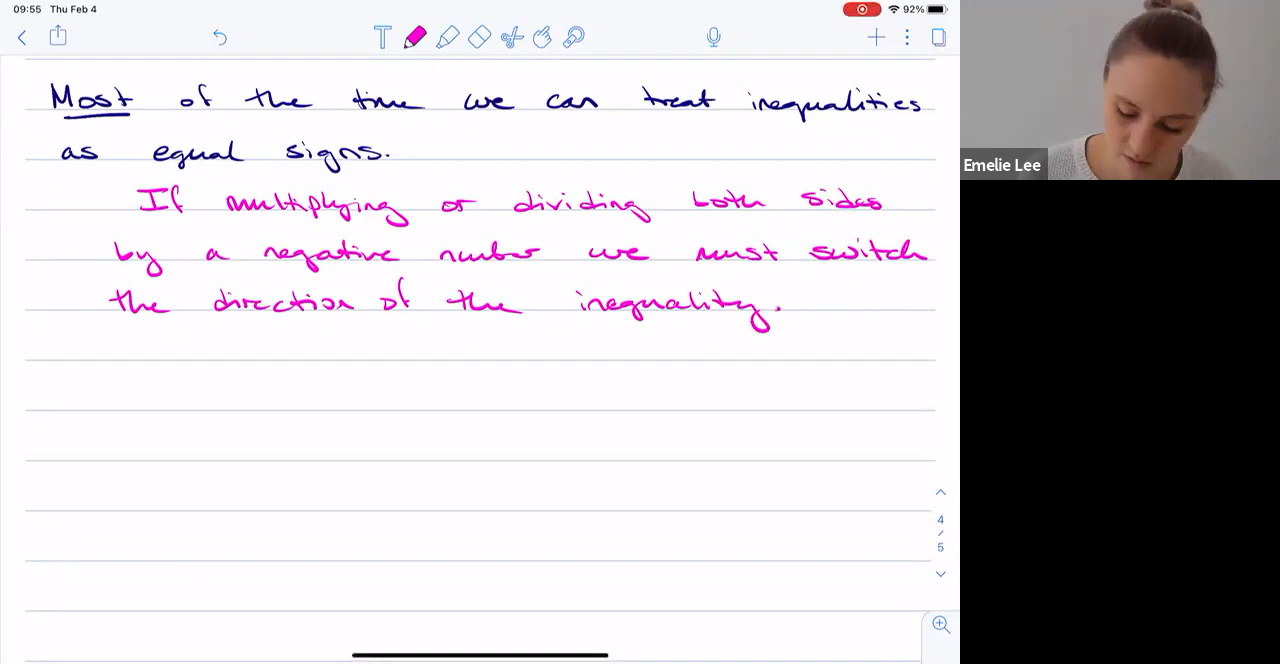 09:55 Thu Feb 4
92%
Most of the time we can treat inequalities
as equal signs.
If multiplying or dividing both sides
by a negative number we must switch
the direction of the inequality.
Emelie Lee
4
/
5